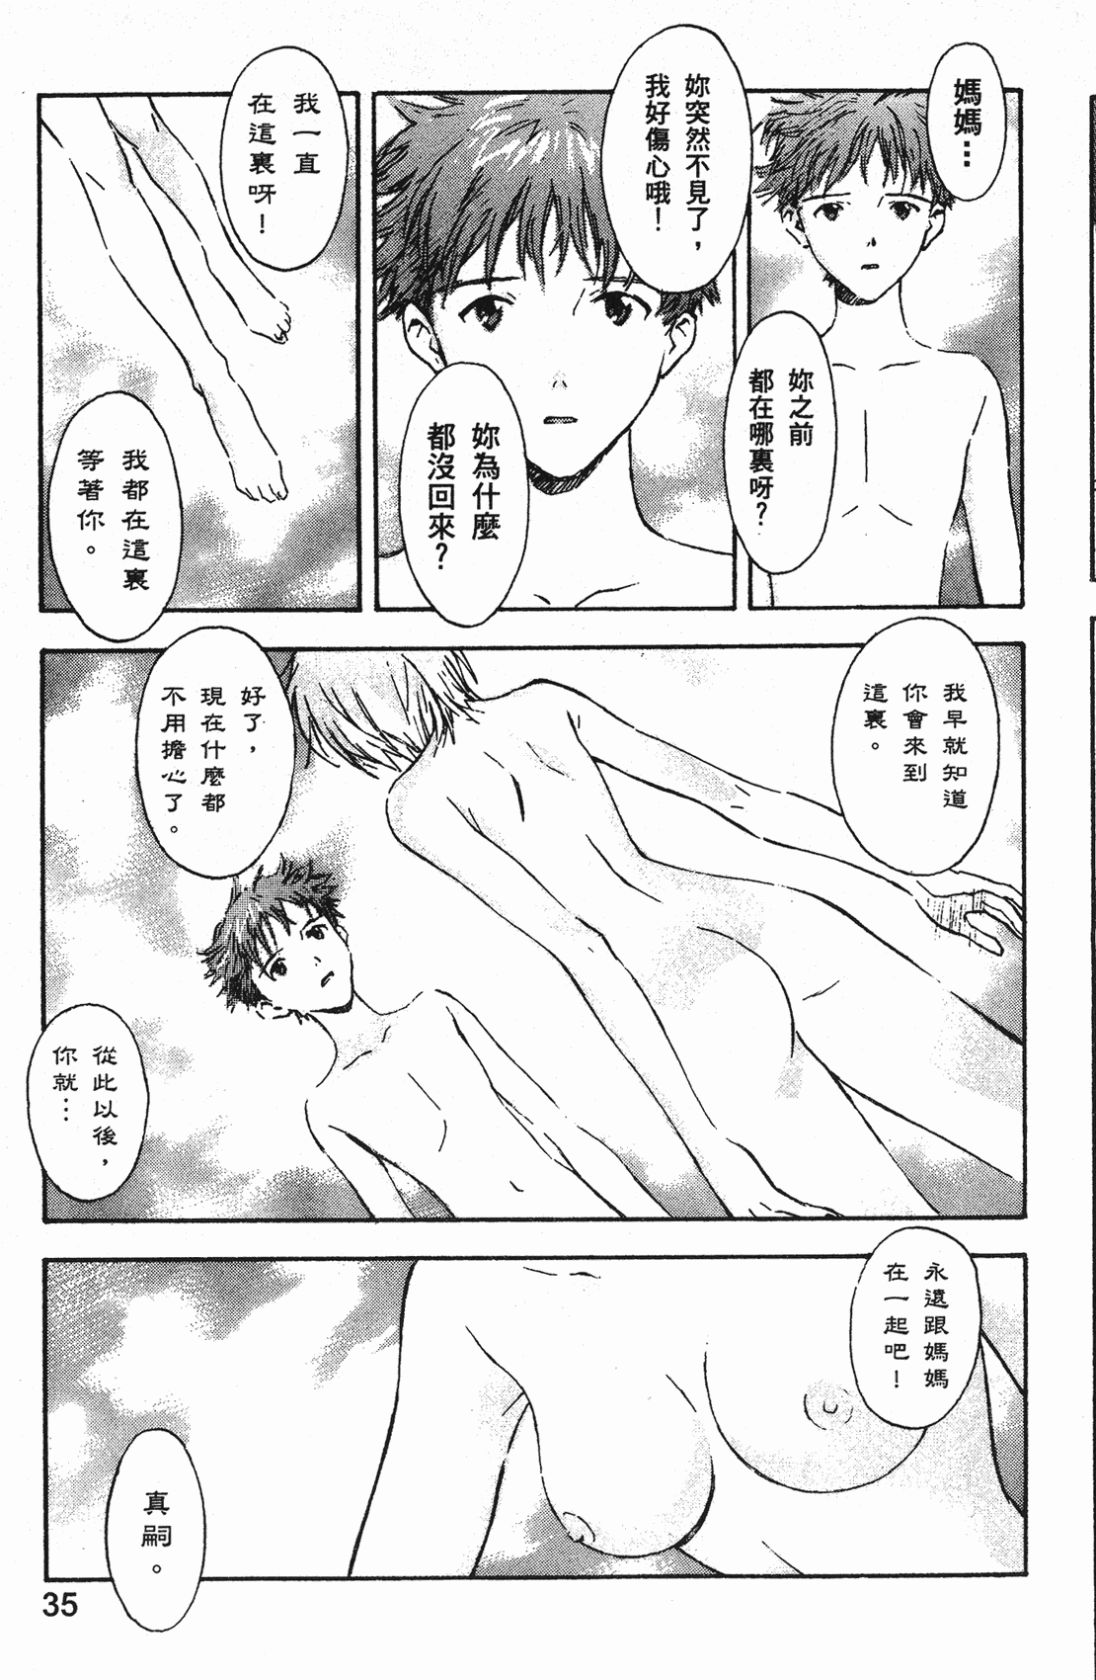 媽媽…
妳之前
都在哪裏呀？
妳突然不見了，
我好傷心哦！
妳為什麼
都沒回來？
我一直
在這裏呀！
我都在這裏
等著你。
我早就知道
你會來到
這裏。
好了，
現在什麼都
不用擔心了。
從此以後，
你就…
永遠跟媽媽
在一起吧！
真嗣。
35